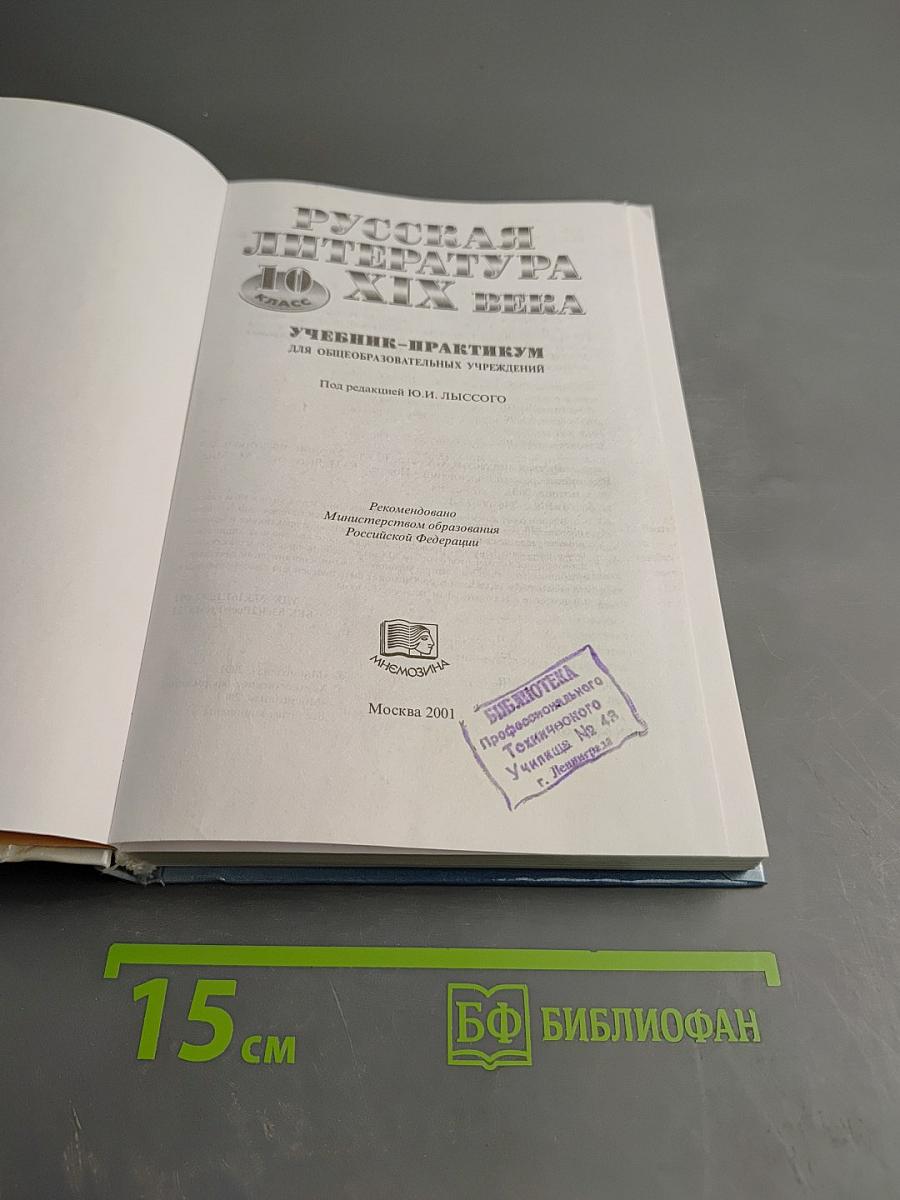 РУССКАЯ
ЛИТЕРАТУРА
10 КЛАСС
XIX ВЕКА
УЧЕБНИК-ПРАКТИКУМ
ДЛЯ ОБЩЕОБРАЗОВАТЕЛЬНЫХ УЧРЕЖДЕНИЙ
Под редакцией Ю.И. ЛЫССОГО
Рекомендовано
Министерством образования
Российской Федерации
МНЕМОЗИНА
Москва 2001
БИБЛИОТЕКА
Профессионального
Технического
Училища № 43
г. Ленинграда
15 см
БФ БИБЛИОФАН